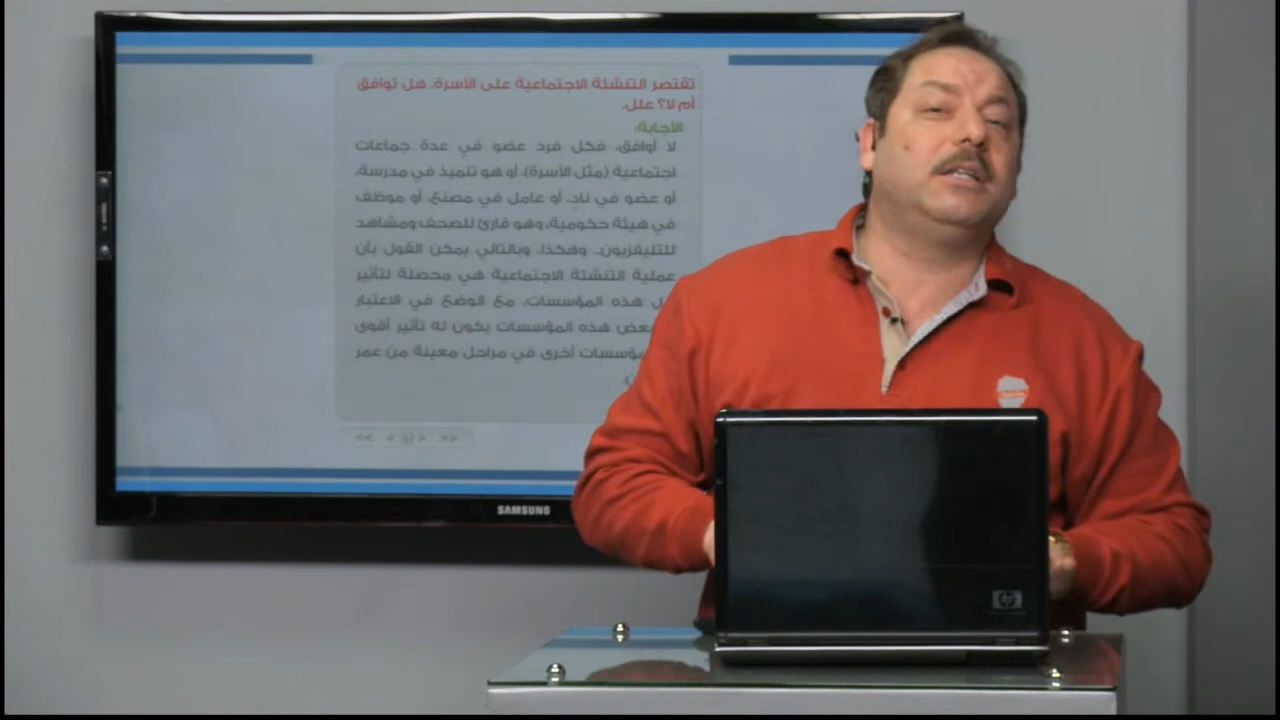 تقتصر التنشئة الاجتماعية على الأسرة. هل توافق
أم لا؟ علل.
الأجابة:
لا أوافق، فكل فرد عضو في عدة جماعات
اجتماعية (مثل الأسرة)، أو هو تلميذ في مدرسة،
أو عضو في ناد، أو عامل في مصنع، أو موظف
في هيئة حكومية، وهو قارئ للصحف ومشاهد
للتليفزيون.. وهكذا. وبالتالي يمكن القول بأن
عملية التنشئة الاجتماعية هي محصلة لتأثير
هذه المؤسسات، مع الوضع في الاعتبار
بعض هذه المؤسسات يكون له تأثير أقوى
أخرى في مراحل معينة من عمر
SAMSUNG
hp